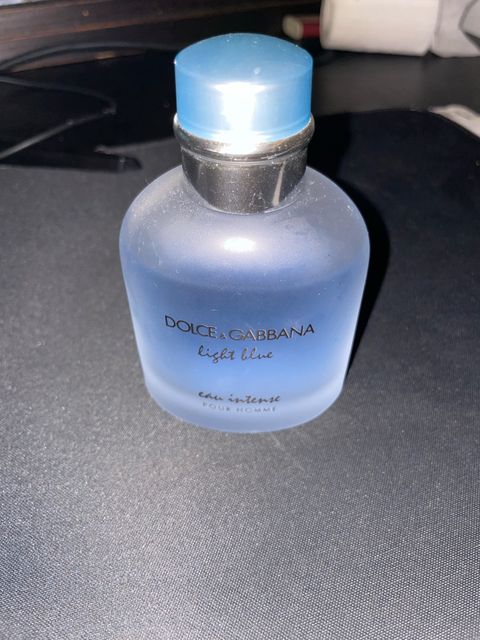 DOLCE & GABBANA
light blue
eau intense
POUR HOMME